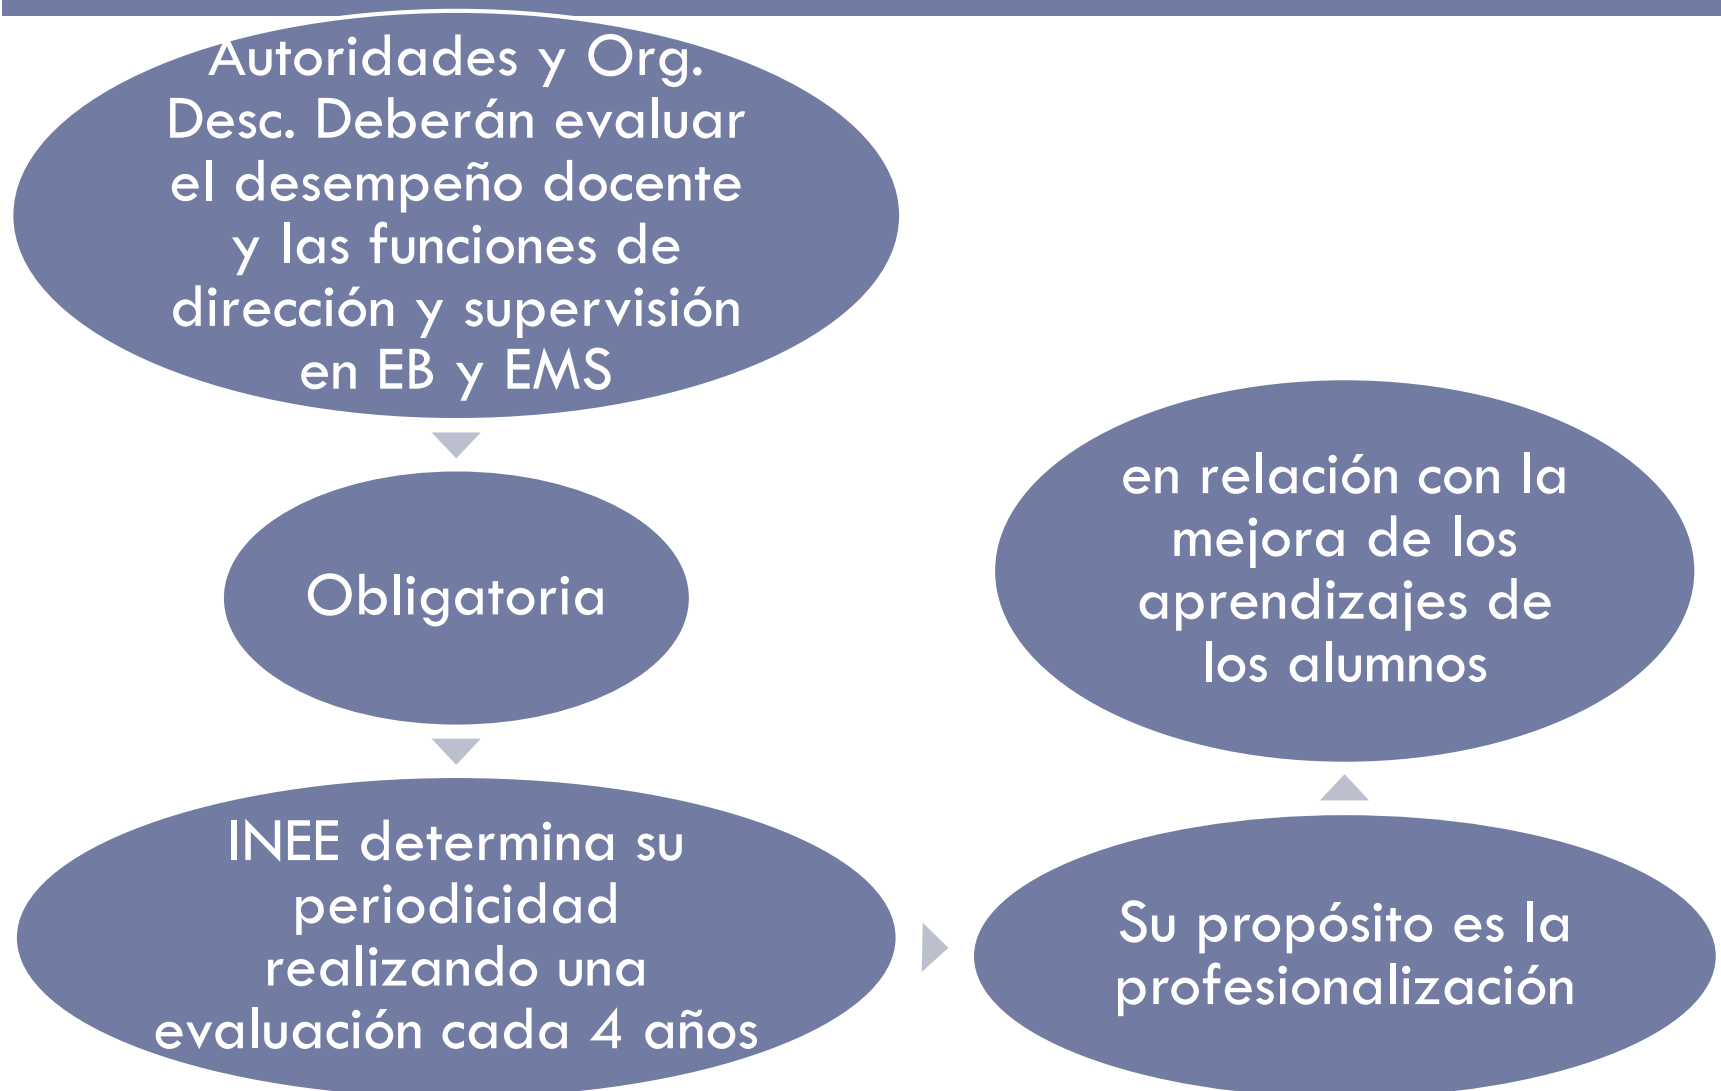 Autoridades y Org.
Desc. Deberán evaluar
el desempeño docente
y las funciones de
dirección y supervisión
en EB y EMS
Obligatoria
INEE determina su
periodicidad
realizando una
evaluación cada 4 años
Su propósito es la
profesionalización
en relación con la
mejora de los
aprendizajes de
los alumnos